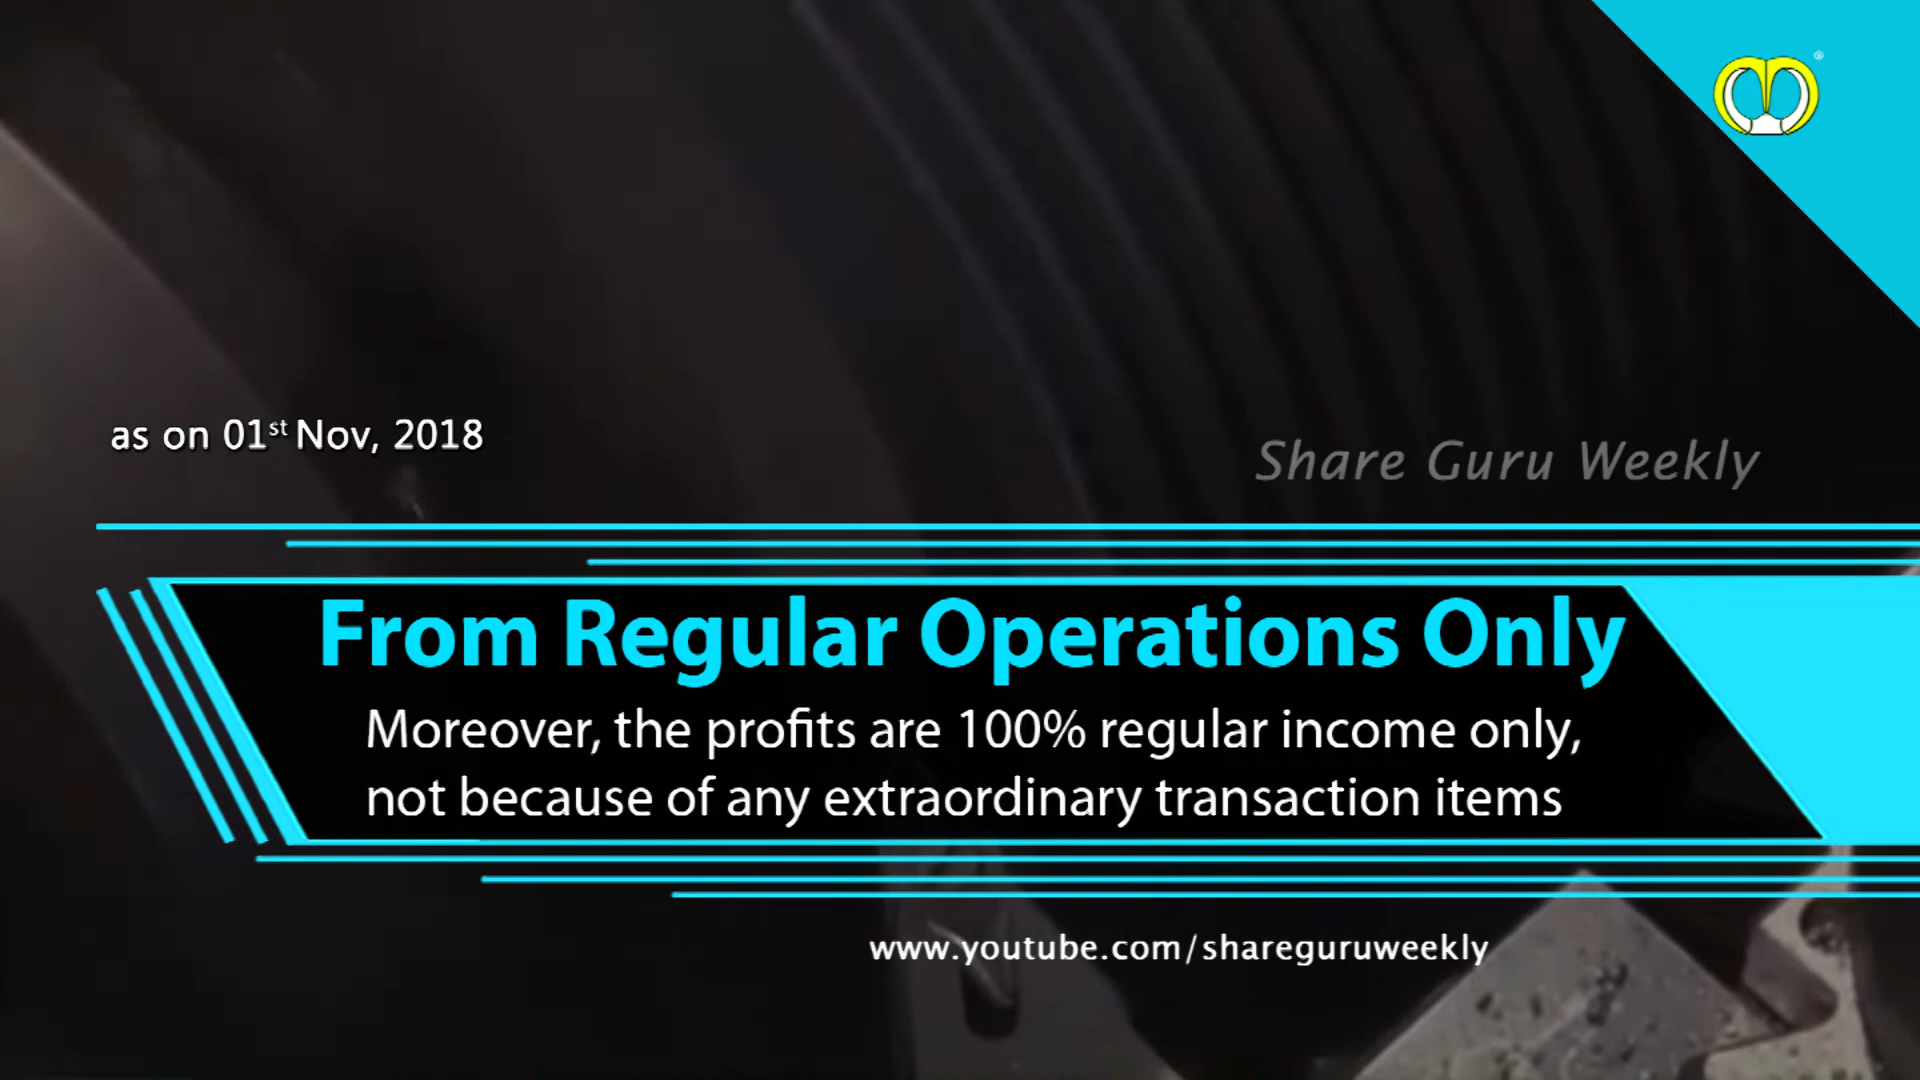 ®
as on 01st Nov, 2018
Share Guru Weekly
From Regular Operations Only
Moreover, the profits are 100% regular income only,
not because of any extraordinary transaction items
www.youtube.com/shareguruweekly